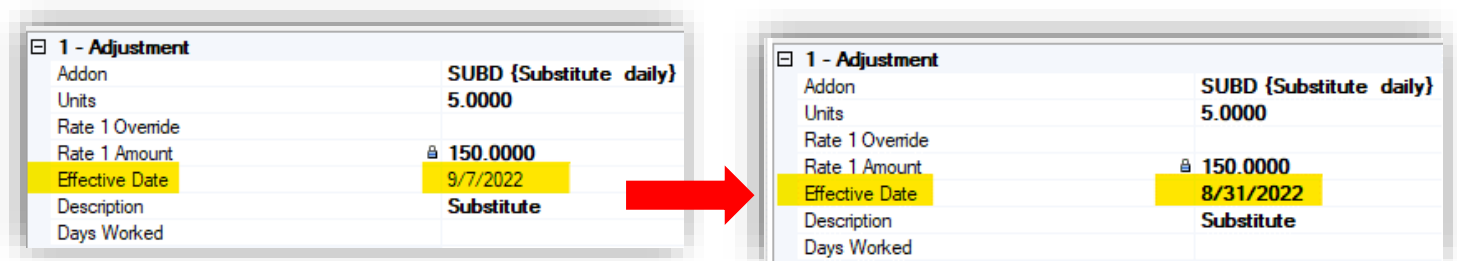 1 - Adjustment
Addon SUBD {Substitute daily}
Units 5.0000
Rate 1 Override
Rate 1 Amount 150.0000
Effective Date 9/7/2022
Description Substitute
Days Worked
1 - Adjustment
Addon SUBD {Substitute daily}
Units 5.0000
Rate 1 Override
Rate 1 Amount 150.0000
Effective Date 8/31/2022
Description Substitute
Days Worked